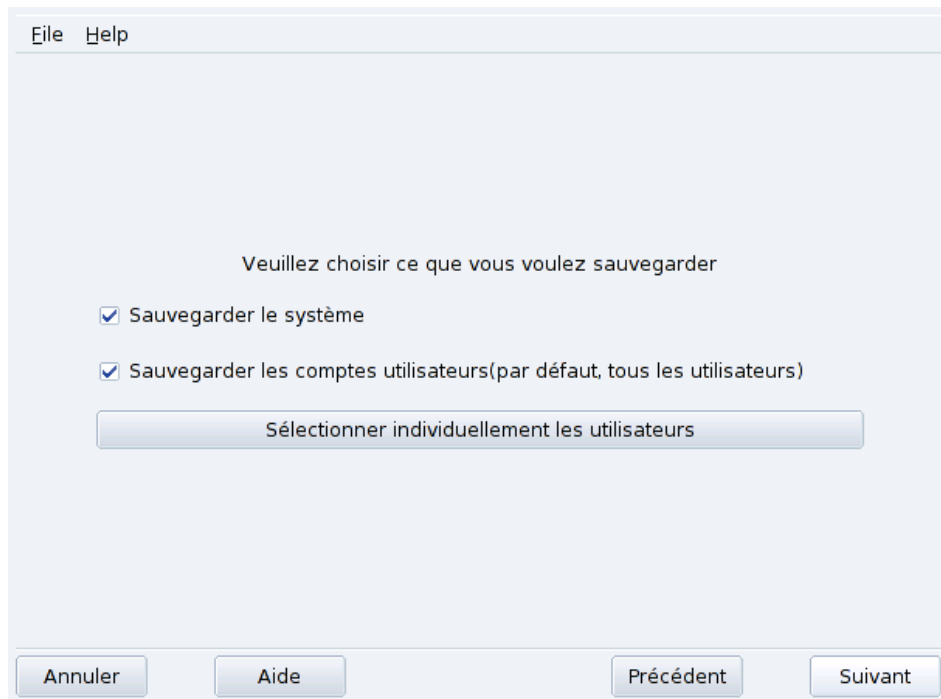 File Help
Veuillez choisir ce que vous voulez sauvegarder
Sauvegarder le système
Sauvegarder les comptes utilisateurs(par défaut, tous les utilisateurs)
Sélectionner individuellement les utilisateurs
Annuler Aide Précédent Suivant